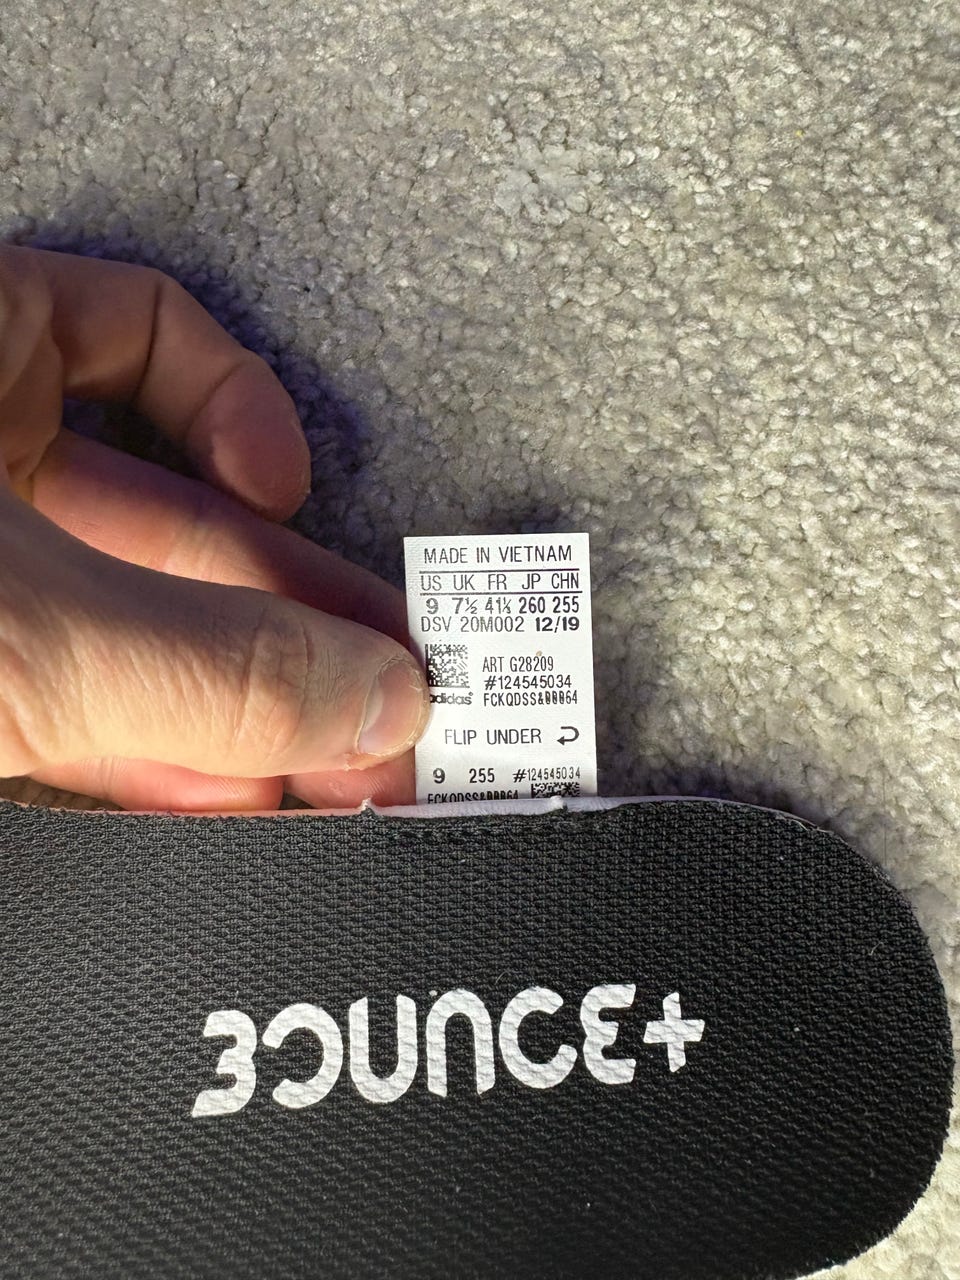 MADE IN VIETNAM
US UK FR JP CHN
9 7½ 41⅓ 260 255
DSV 20M002 12/19
ART G28209
#124545034
adidas FCKQDSS&
FLIP UNDER
9 255 #124545034
BOUNCE+